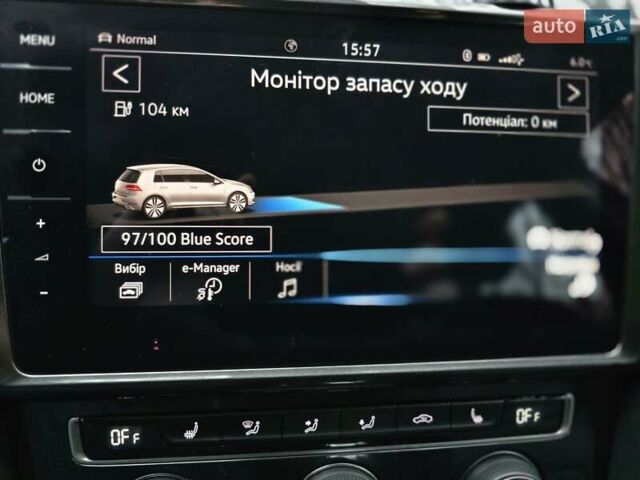 auto RIA
.com
MENU
Normal
15:57
6.0°C
Монітор запасу ходу
HOME
104 км
Потенціал: 0 км
97/100 Blue Score
Вибір
e-Manager
Носії
OFF
OFF